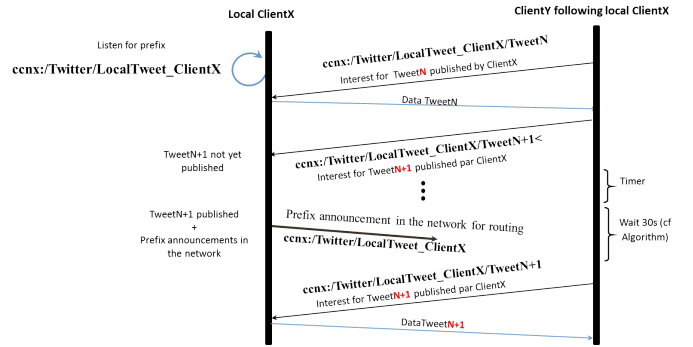 Local ClientX
ClientY following local ClientX
Listen for prefix
ccnx:/Twitter/LocalTweet_ClientX
ccnx:/Twitter/LocalTweet_ClientX/TweetN
Interest for TweetN published by ClientX
Data TweetN
TweetN+1 not yet
published
ccnx:/Twitter/LocalTweet_ClientX/TweetN+1<
Interest for TweetN+1 published par ClientX
Timer
TweetN+1 published
+
Prefix announcements in
the network
Prefix announcement in the network for routing
ccnx:/Twitter/LocalTweet_ClientX
Wait 30s (cf
Algorithm)
ccnx:/Twitter/LocalTweet_ClientX/TweetN+1
Interest for TweetN+1 published par ClientX
DataTweetN+1